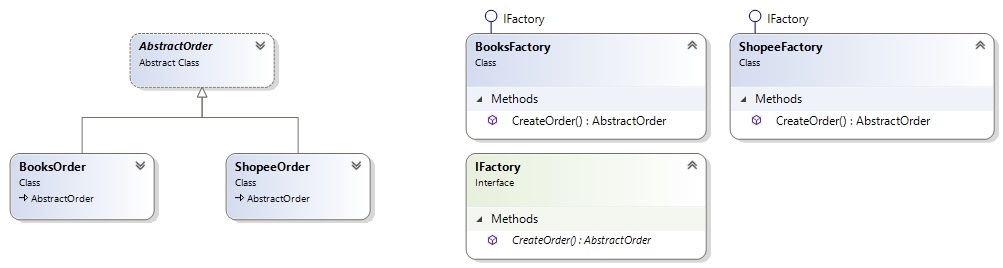 AbstractOrder
Abstract Class
BooksOrder
Class
AbstractOrder
ShopeeOrder
Class
AbstractOrder
IFactory
BooksFactory
Class
Methods
CreateOrder() : AbstractOrder
IFactory
ShopeeFactory
Class
Methods
CreateOrder() : AbstractOrder
IFactory
Interface
Methods
CreateOrder() : AbstractOrder